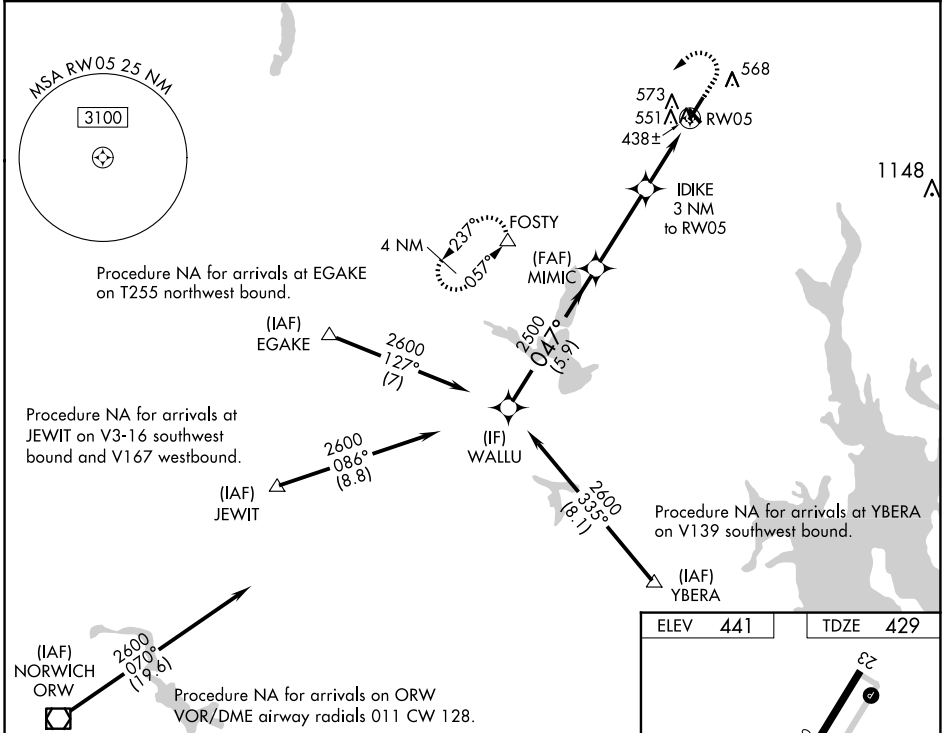 MSA RW05 25 NM
3100
568
573
551
RW05
438±
1148
IDIKE
3 NM
to RW05
FOSTY
4 NM
237°
057°
(FAF)
MIMIC
Procedure NA for arrivals at EGAKE
on T255 northwest bound.
(IAF)
EGAKE
2600
127°
(7)
2500
047°
(5.9)
(IF)
WALLU
Procedure NA for arrivals at
JEWIT on V3-16 southwest
bound and V167 westbound.
2600
086°
(8.8)
(IAF)
JEWIT
2600
335°
(8.1)
Procedure NA for arrivals at YBERA
on V139 southwest bound.
(IAF)
YBERA
(IAF)
NORWICH
ORW
2600
070°
(19.6)
Procedure NA for arrivals on ORW
VOR/DME airway radials 011 CW 128.
ELEV 441
TDZE 429
23
P